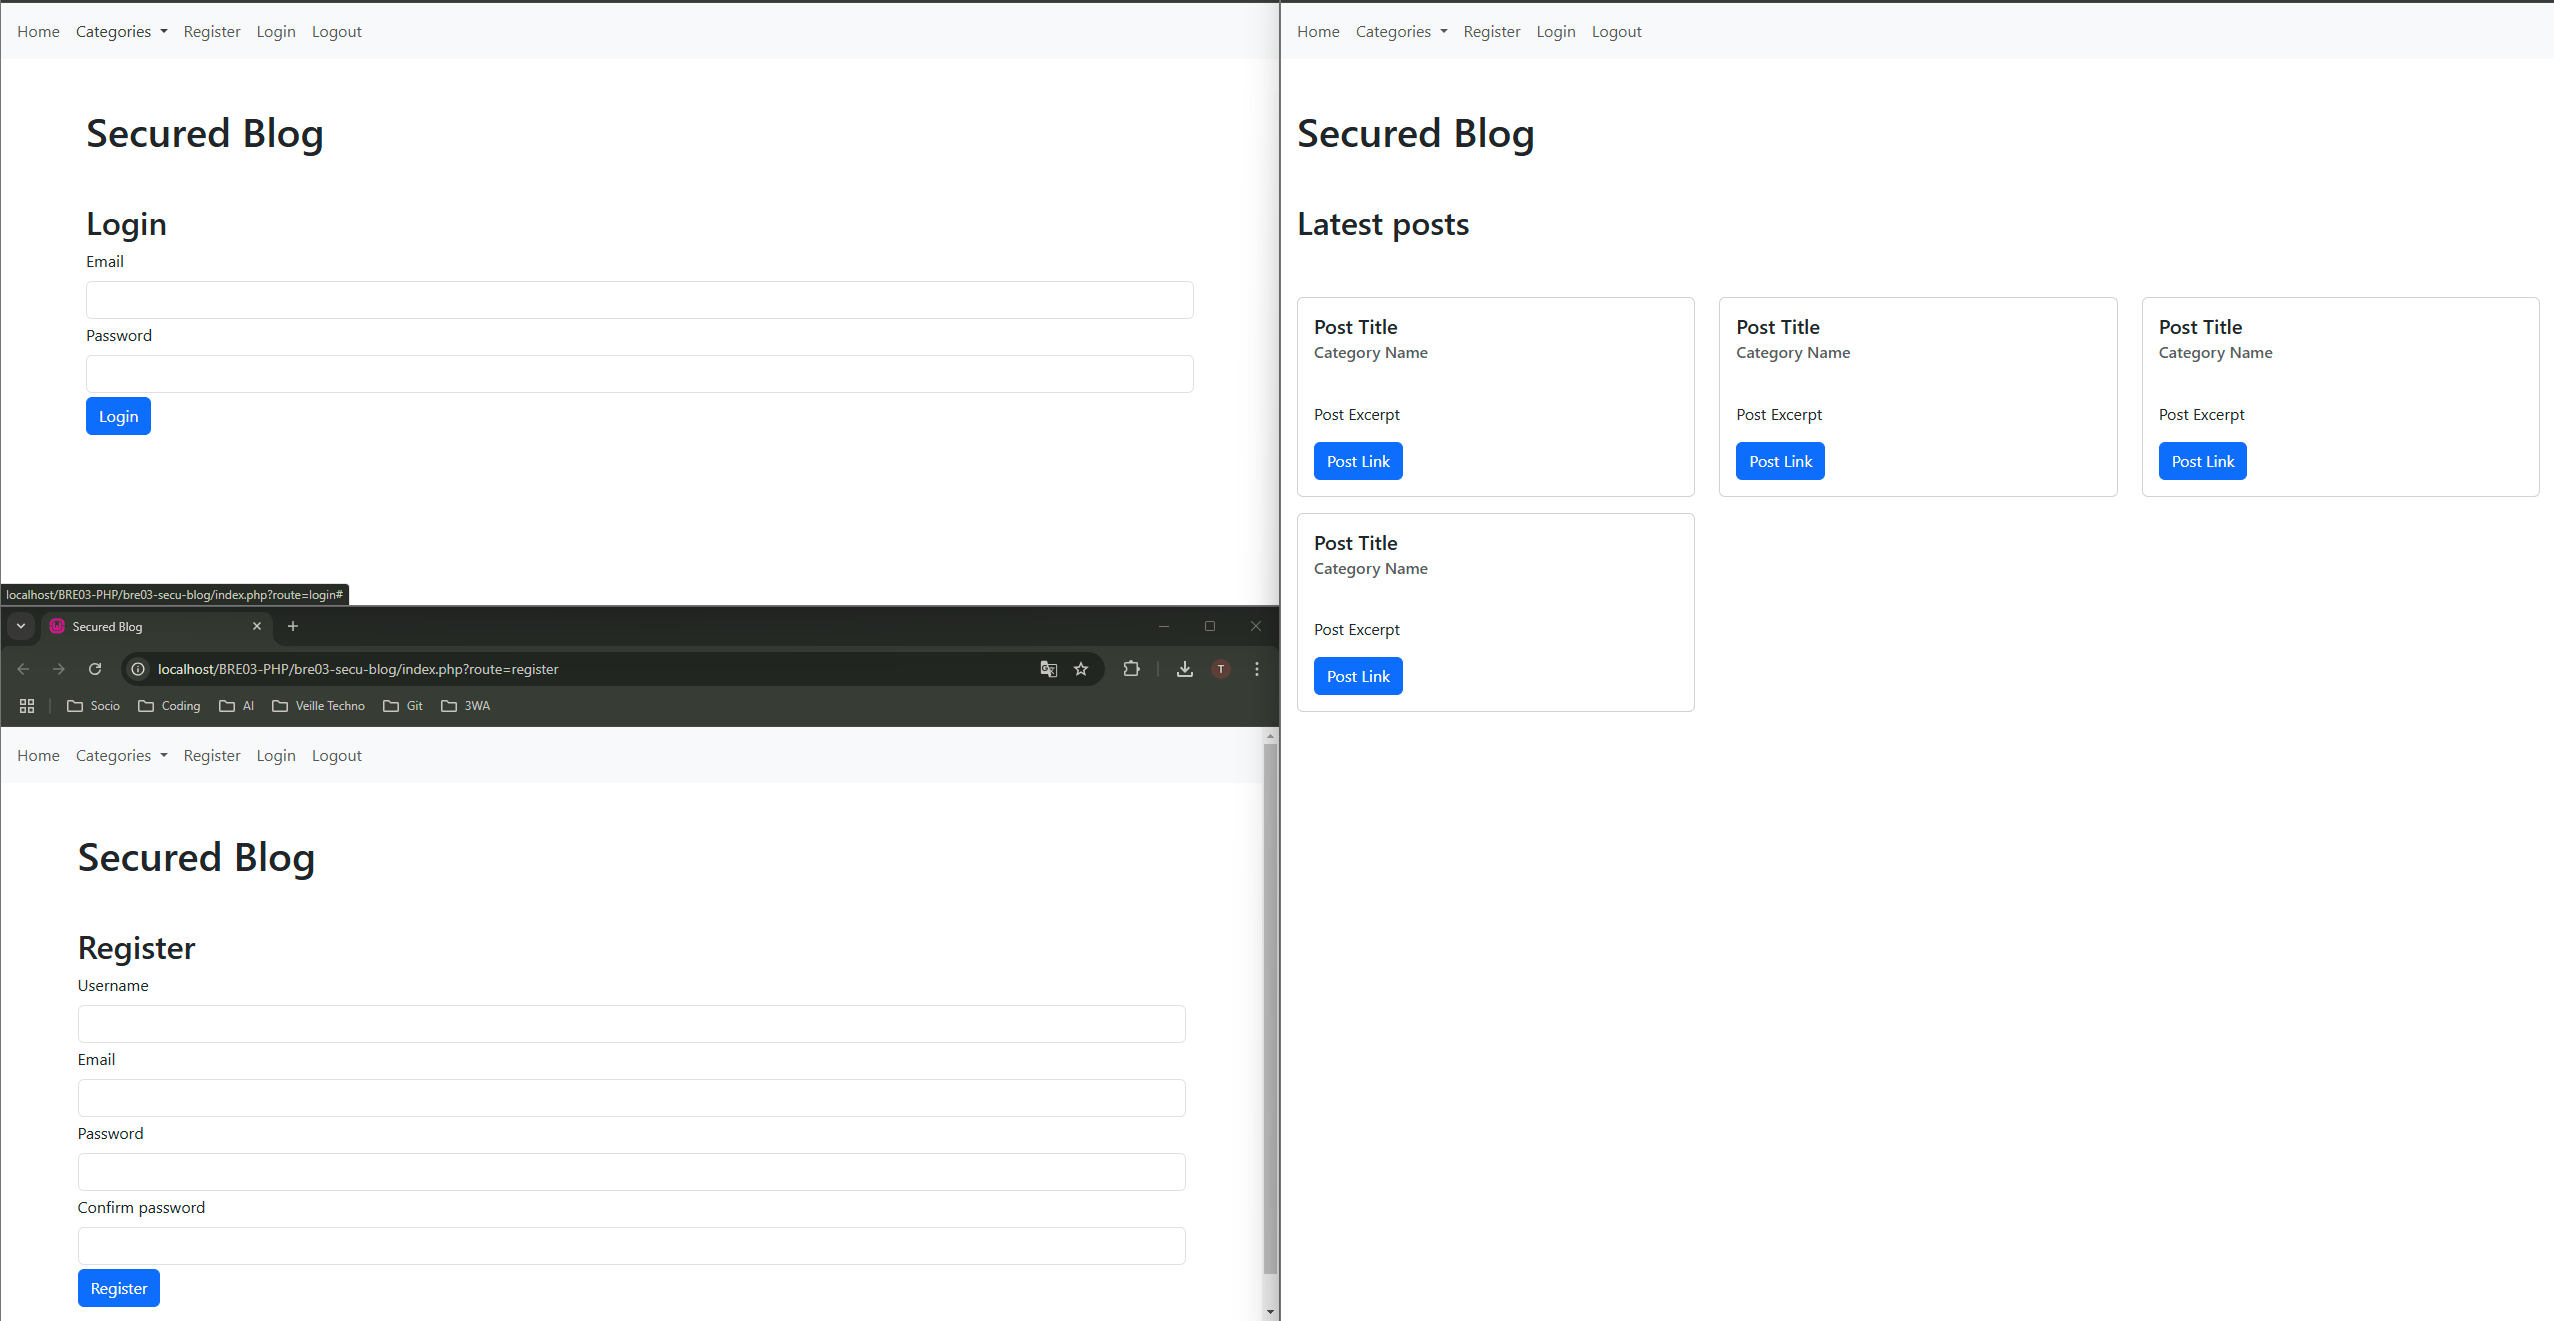 Home Categories Register Login Logout
Secured Blog
Login
Email
Password
Login
localhost/BRE03-PHP/bre03-secu-blog/index.php?route=login#
Secured Blog
localhost/BRE03-PHP/bre03-secu-blog/index.php?route=register
T
Socio Coding AI Veille Techno Git 3WA
Home Categories Register Login Logout
Secured Blog
Register
Username
Email
Password
Confirm password
Register
Home Categories Register Login Logout
Secured Blog
Latest posts
Post Title
Category Name
Post Excerpt
Post Link
Post Title
Category Name
Post Excerpt
Post Link
Post Title
Category Name
Post Excerpt
Post Link
Post Title
Category Name
Post Excerpt
Post Link